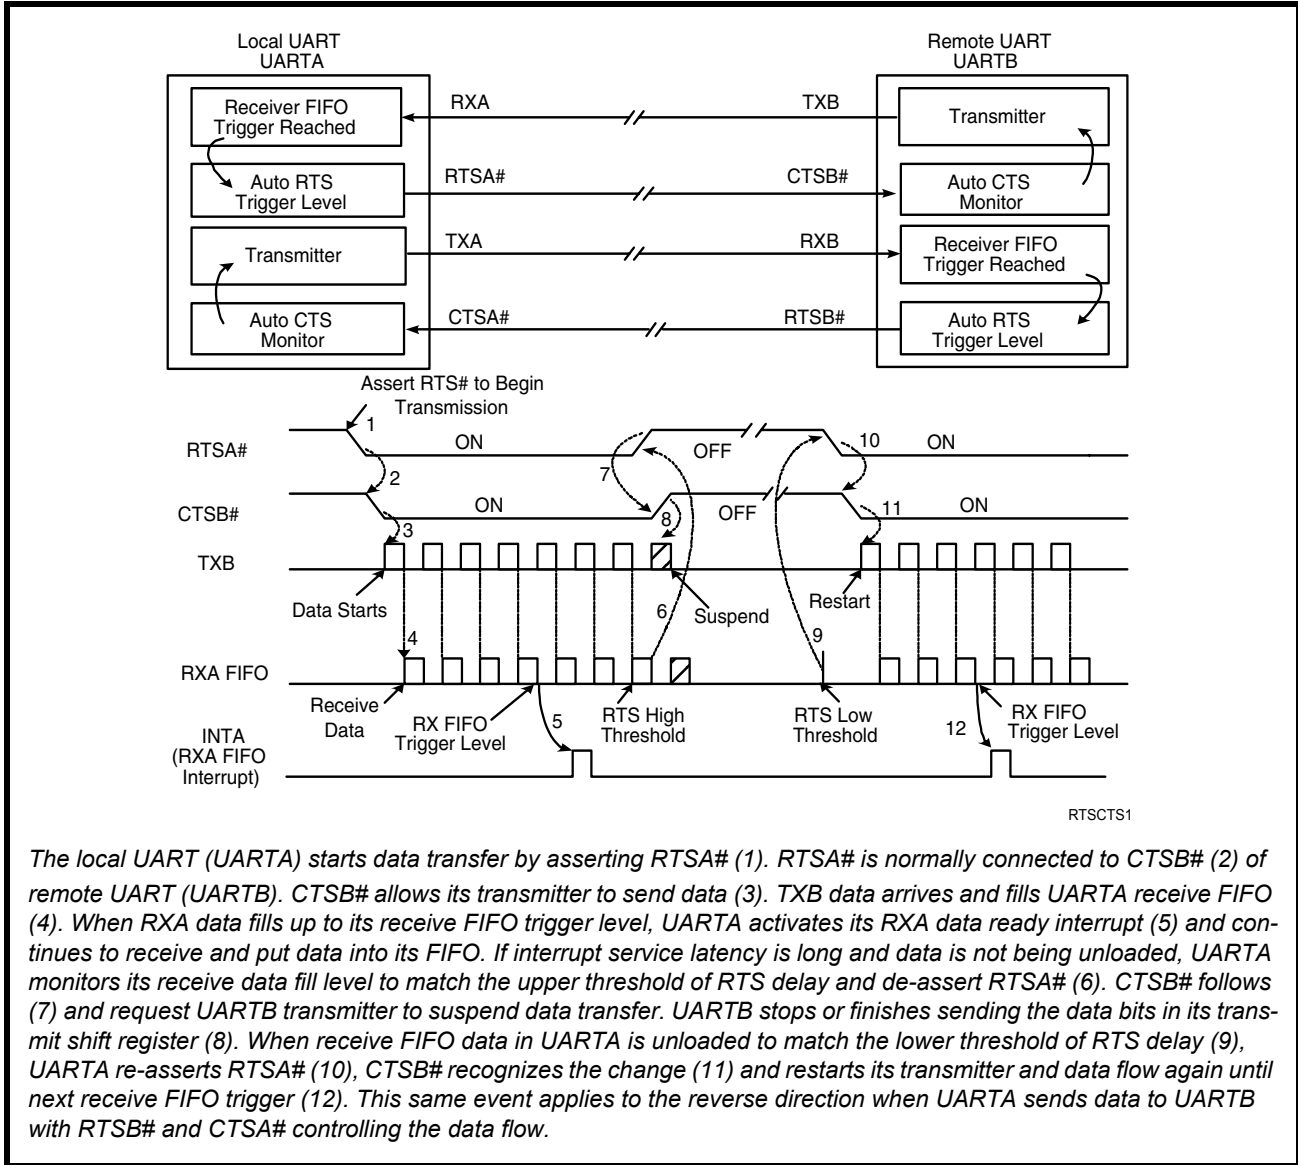 Local UART
UARTA
Remote UART
UARTB
Receiver FIFO
Trigger Reached
RXA
TXB
Transmitter
Auto RTS
Trigger Level
RTSA#
CTSB#
Auto CTS
Monitor
Transmitter
TXA
RXB
Receiver FIFO
Trigger Reached
Auto CTS
Monitor
CTSA#
RTSB#
Auto RTS
Trigger Level
Assert RTS# to Begin
Transmission
1
RTSA#
ON
OFF
10
ON
2
7
CTSB#
ON
8
OFF
11
ON
3
TXB
Data Starts
6
Suspend
Restart
4
9
RXA FIFO
Receive
Data
RX FIFO
Trigger Level
5
RTS High
Threshold
RTS Low
Threshold
12
RX FIFO
Trigger Level
INTA
(RXA FIFO
Interrupt)
RTSCTS1
The local UART (UARTA) starts data transfer by asserting RTSA# (1). RTSA# is normally connected to CTSB# (2) of
remote UART (UARTB). CTSB# allows its transmitter to send data (3). TXB data arrives and fills UARTA receive FIFO
(4). When RXA data fills up to its receive FIFO trigger level, UARTA activates its RXA data ready interrupt (5) and con-
tinues to receive and put data into its FIFO. If interrupt service latency is long and data is not being unloaded, UARTA
monitors its receive data fill level to match the upper threshold of RTS delay and de-assert RTSA# (6). CTSB# follows
(7) and request UARTB transmitter to suspend data transfer. UARTB stops or finishes sending the data bits in its trans-
mit shift register (8). When receive FIFO data in UARTA is unloaded to match the lower threshold of RTS delay (9),
UARTA re-asserts RTSA# (10), CTSB# recognizes the change (11) and restarts its transmitter and data flow again until
next receive FIFO trigger (12). This same event applies to the reverse direction when UARTA sends data to UARTB
with RTSB# and CTSA# controlling the data flow.